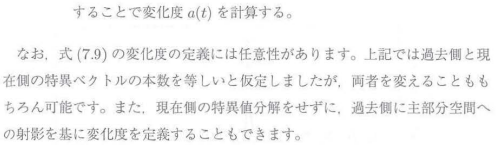 することで変化度 a(t) を計算する。
なお，式 (7.9) の変化度の定義には任意性があります。上記では過去側と現
在側の特異ベクトルの本数を等しいと仮定しましたが，両者を変えることももも
ちろん可能です。また，現在側の特異値分解をせずに，過去側に主部分空間へ
の射影を基に変化度を定義することもできます。